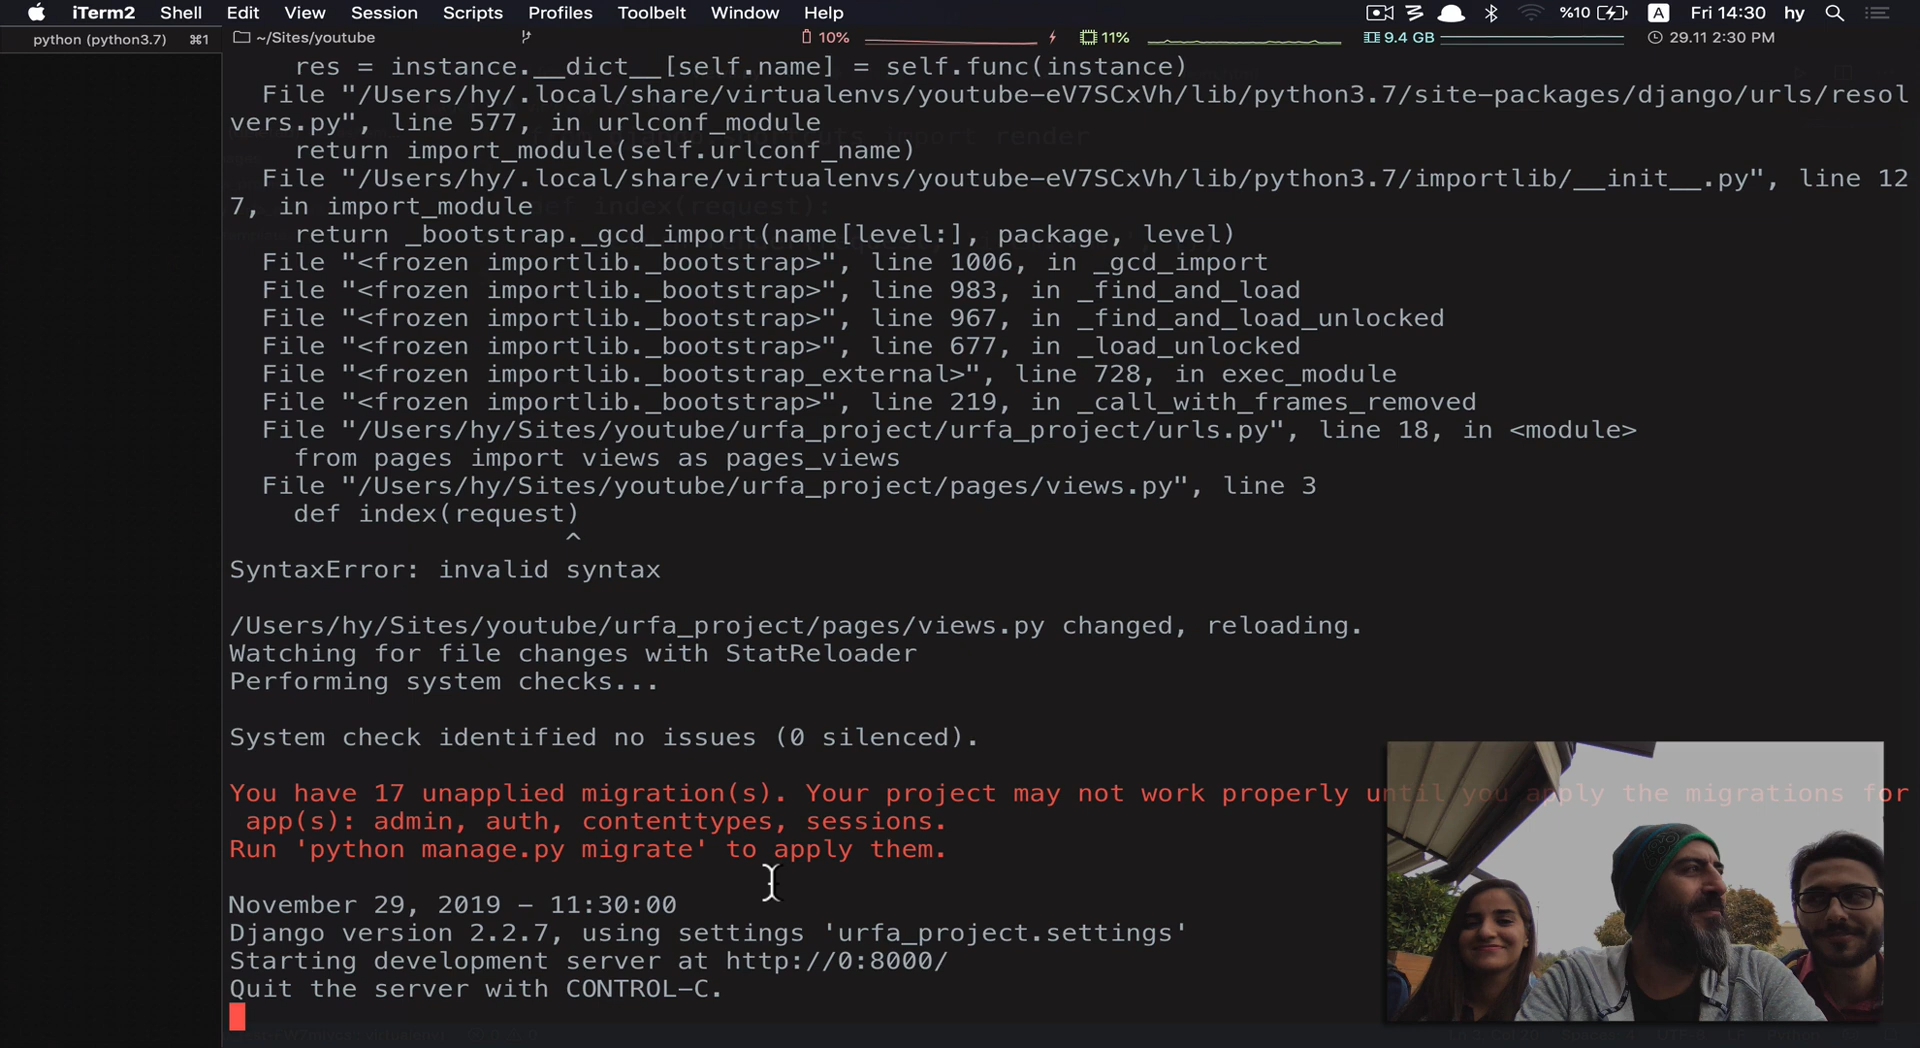 iTerm2 Shell Edit View Session Scripts Profiles Toolbelt Window Help %10 A Fri 14:30 hy
python (python3.7) ⌘1 ~/Sites/youtube 10% 11% 9.4 GB 29.11 2:30 PM
res = instance.__dict__[self.name] = self.func(instance)
File "/Users/hy/.local/share/virtualenvs/youtube-eV7SCxVh/lib/python3.7/site-packages/django/urls/resol
vers.py", line 577, in urlconf_module
import render
return import_module(self.urlconf_name)
File "/Users/hy/.local/share/virtualenvs/youtube-eV7SCxVh/lib/python3.7/importlib/__init__.py", line 12
7, in import_module
def index(request):
return _bootstrap._gcd_import(name[level:], package, level)
File "<frozen importlib._bootstrap>", line 1006, in _gcd_import
File "<frozen importlib._bootstrap>", line 983, in _find_and_load
File "<frozen importlib._bootstrap>", line 967, in _find_and_load_unlocked
File "<frozen importlib._bootstrap>", line 677, in _load_unlocked
File "<frozen importlib._bootstrap_external>", line 728, in exec_module
File "<frozen importlib._bootstrap>", line 219, in _call_with_frames_removed
File "/Users/hy/Sites/youtube/urfa_project/urfa_project/urls.py", line 18, in <module>
from pages import views as pages_views
File "/Users/hy/Sites/youtube/urfa_project/pages/views.py", line 3
def index(request)
^
SyntaxError: invalid syntax
/Users/hy/Sites/youtube/urfa_project/pages/views.py changed, reloading.
Watching for file changes with StatReloader
Performing system checks...
System check identified no issues (0 silenced).
You have 17 unapplied migration(s). Your project may not work properly until you apply the migrations for
app(s): admin, auth, contenttypes, sessions.
Run 'python manage.py migrate' to apply them.
November 29, 2019 - 11:30:00
Django version 2.2.7, using settings 'urfa_project.settings'
Starting development server at http://0:8000/
Quit the server with CONTROL-C.